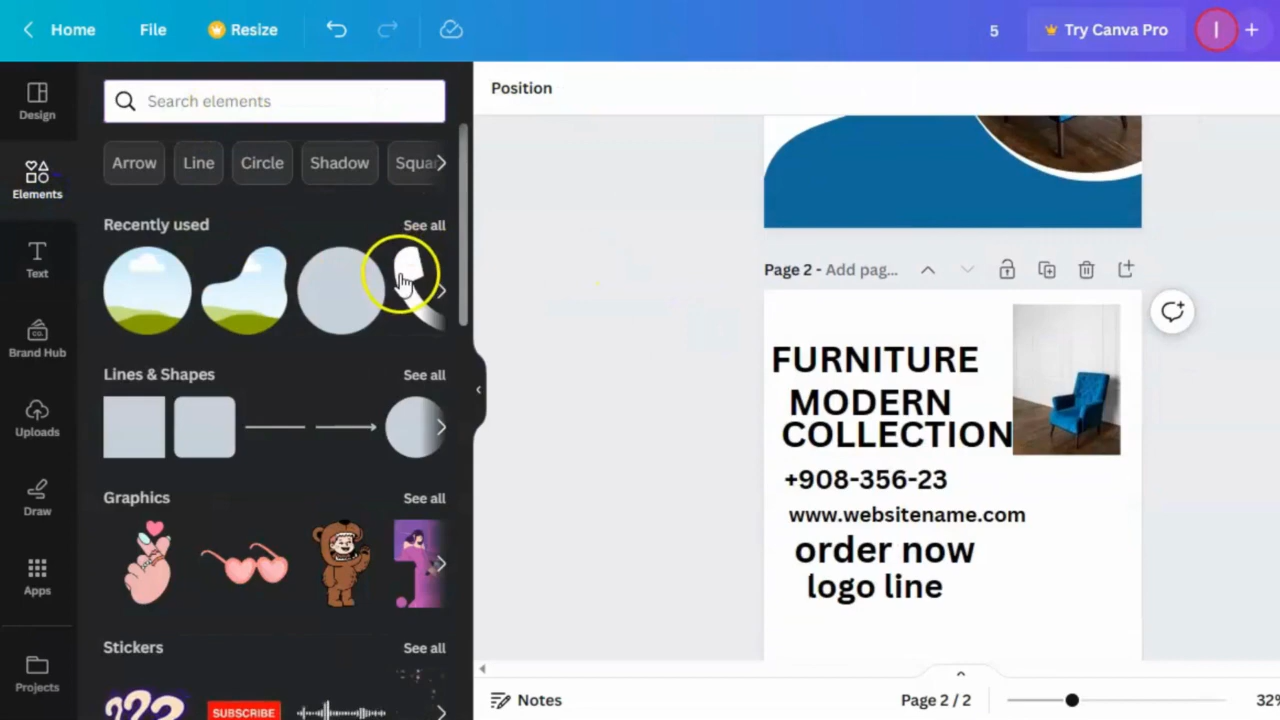 Home File Resize 5 Try Canva Pro
Design
Elements
Text
CO.
Brand Hub
Uploads
Draw
Apps
Projects
Search elements
Arrow Line Circle Shadow Squar
Recently used See all
Lines & Shapes See all
Graphics See all
Stickers See all
SUBSCRIBE
Position
Page 2 - Add pag...
FURNITURE
MODERN
COLLECTION
+908-356-23
www.websitename.com
order now
logo line
Notes Page 2 / 2 32%